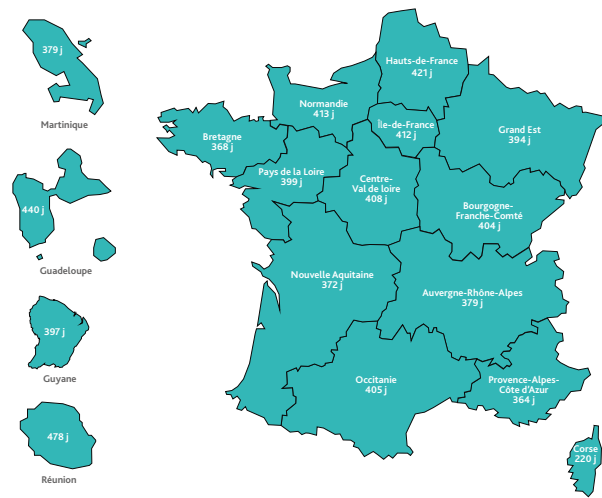 379 j
Martinique
440 j
Guadeloupe
397 j
Guyane
478 j
Réunion
Hauts-de-France
421 j
Normandie
413 j
Île-de-France
412 j
Grand Est
394 j
Bretagne
368 j
Pays de la Loire
399 j
Centre-
Val de loire
408 j
Bourgogne-
Franche-Comté
404 j
Nouvelle Aquitaine
372 j
Auvergne-Rhône-Alpes
379 j
Occitanie
405 j
Provence-Alpes-
Côte d'Azur
364 j
Corse
220 j